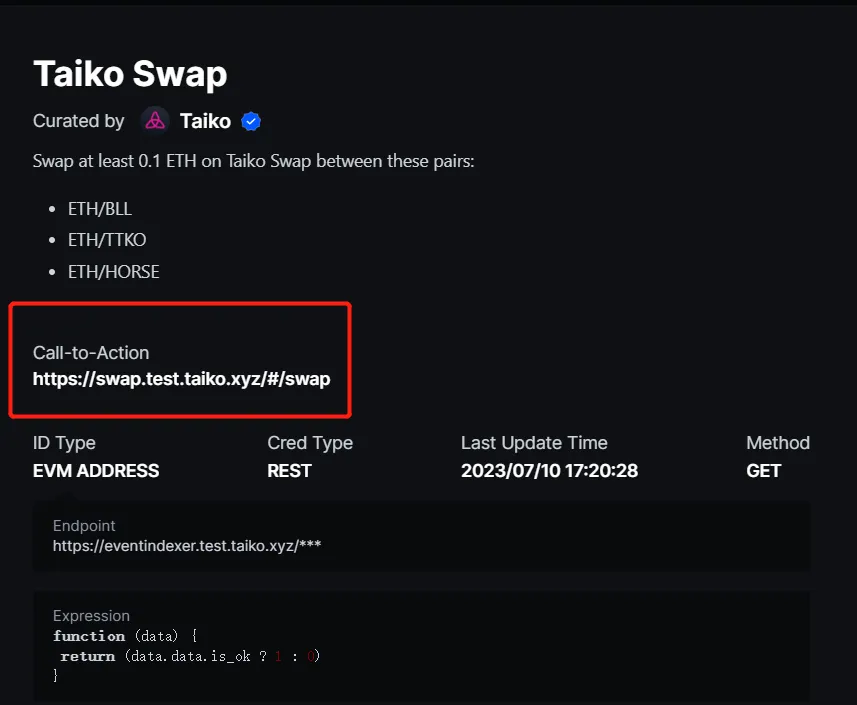 Taiko Swap
Curated by Taiko
Swap at least 0.1 ETH on Taiko Swap between these pairs:
• ETH/BLL
• ETH/TTKO
• ETH/HORSE
Call-to-Action
https://swap.test.taiko.xyz/#/swap
ID Type Cred Type Last Update Time Method
EVM ADDRESS REST 2023/07/10 17:20:28 GET
Endpoint
https://eventindexer.test.taiko.xyz/***
Expression
function (data) {
return (data.data.is_ok ? 1 : 0)
}